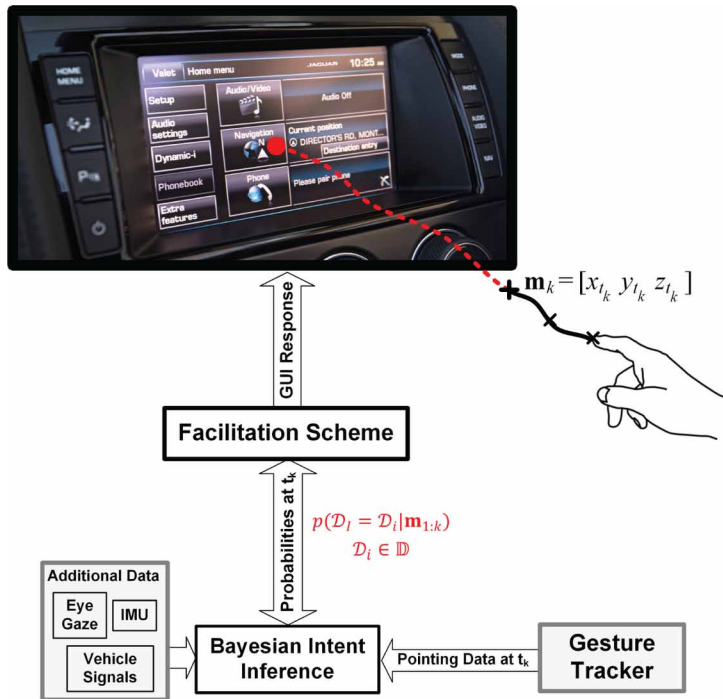 HOME
MENU
Valet
Home menu
JAGUAR
10:25
Setup
Audio
settings
Dynamic-i
Phonebook
Extra
features
Audio/Video
Audio Off
Navigation
N
Current position
DIRECTOR'S RD, MONT...
Destination entry
Phone
Please pair phone
MODE
PHONE
AUDIO
VIDEO
NAV
P
𝐦ₖ = [x_{t_k} y_{t_k} z_{t_k}]
GUI Response
Facilitation Scheme
Probabilities at tₖ
p(𝒟_I = 𝒟_i|𝐦_{1:k})
𝒟_i ∈ 𝔻
Additional Data
Eye
Gaze
IMU
Vehicle
Signals
Bayesian Intent
Inference
Pointing Data at tₖ
Gesture
Tracker